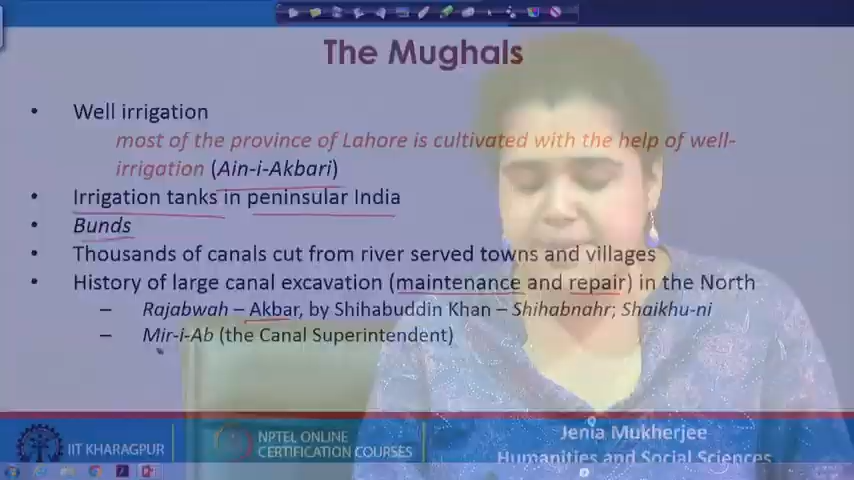 The Mughals
• Well irrigation
most of the province of Lahore is cultivated with the help of well-
irrigation (Ain-i-Akbari)
• Irrigation tanks in peninsular India
• Bunds
• Thousands of canals cut from river served towns and villages
• History of large canal excavation (maintenance and repair) in the North
– Rajabwah – Akbar, by Shihabuddin Khan – Shihabnahr; Shaikhu-ni
– Mir-i-Ab (the Canal Superintendent)
IIT KHARAGPUR
NPTEL ONLINE
CERTIFICATION COURSES
Jenia Mukherjee
Humanities and Social Sciences